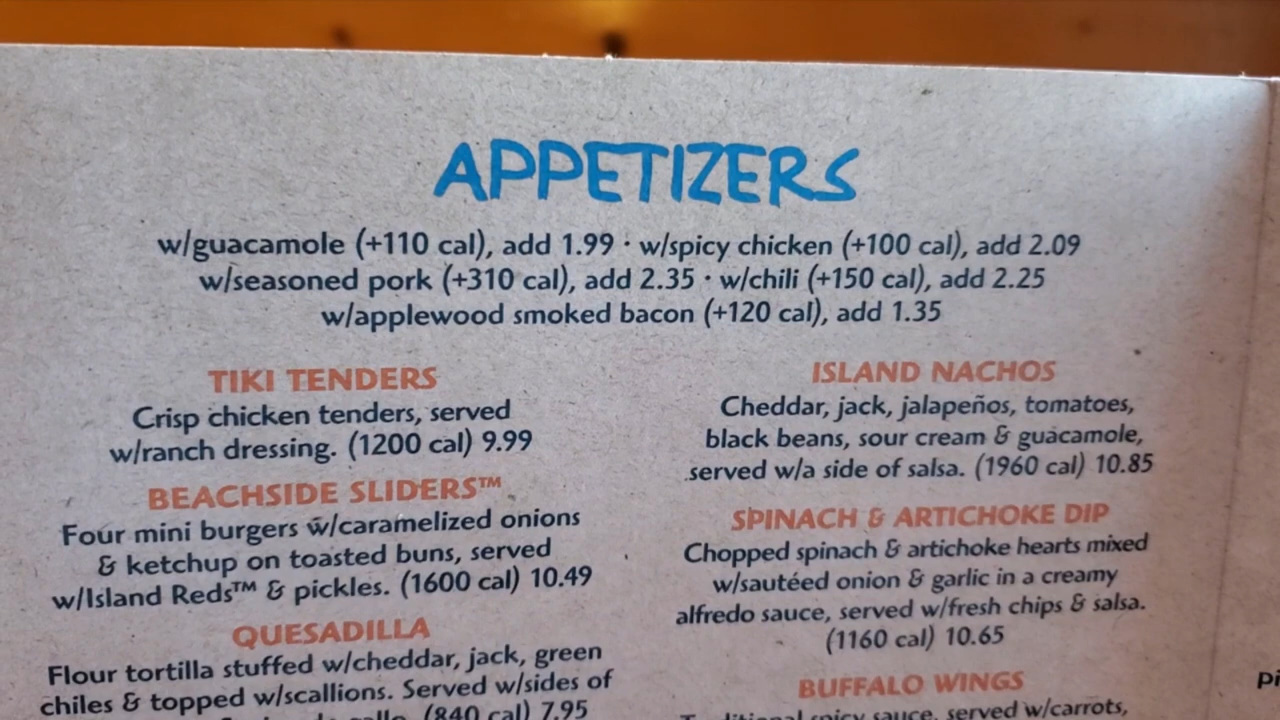 APPETIZERS
w/guacamole (+110 cal), add 1.99 · w/spicy chicken (+100 cal), add 2.09
w/seasoned pork (+310 cal), add 2.35 · w/chili (+150 cal), add 2.25
w/applewood smoked bacon (+120 cal), add 1.35
TIKI TENDERS
Crisp chicken tenders, served
w/ranch dressing. (1200 cal) 9.99
BEACHSIDE SLIDERS™
Four mini burgers w/caramelized onions
& ketchup on toasted buns, served
w/Island Reds™ & pickles. (1600 cal) 10.49
QUESADILLA
Flour tortilla stuffed w/cheddar, jack, green
chiles & topped w/scallions. Served w/sides of
(840 cal) 7.95
ISLAND NACHOS
Cheddar, jack, jalapeños, tomatoes,
black beans, sour cream & guacamole,
served w/a side of salsa. (1960 cal) 10.85
SPINACH & ARTICHOKE DIP
Chopped spinach & artichoke hearts mixed
w/sautéed onion & garlic in a creamy
alfredo sauce, served w/fresh chips & salsa.
(1160 cal) 10.65
BUFFALO WINGS
Traditional spicy sauce, served w/carrots,